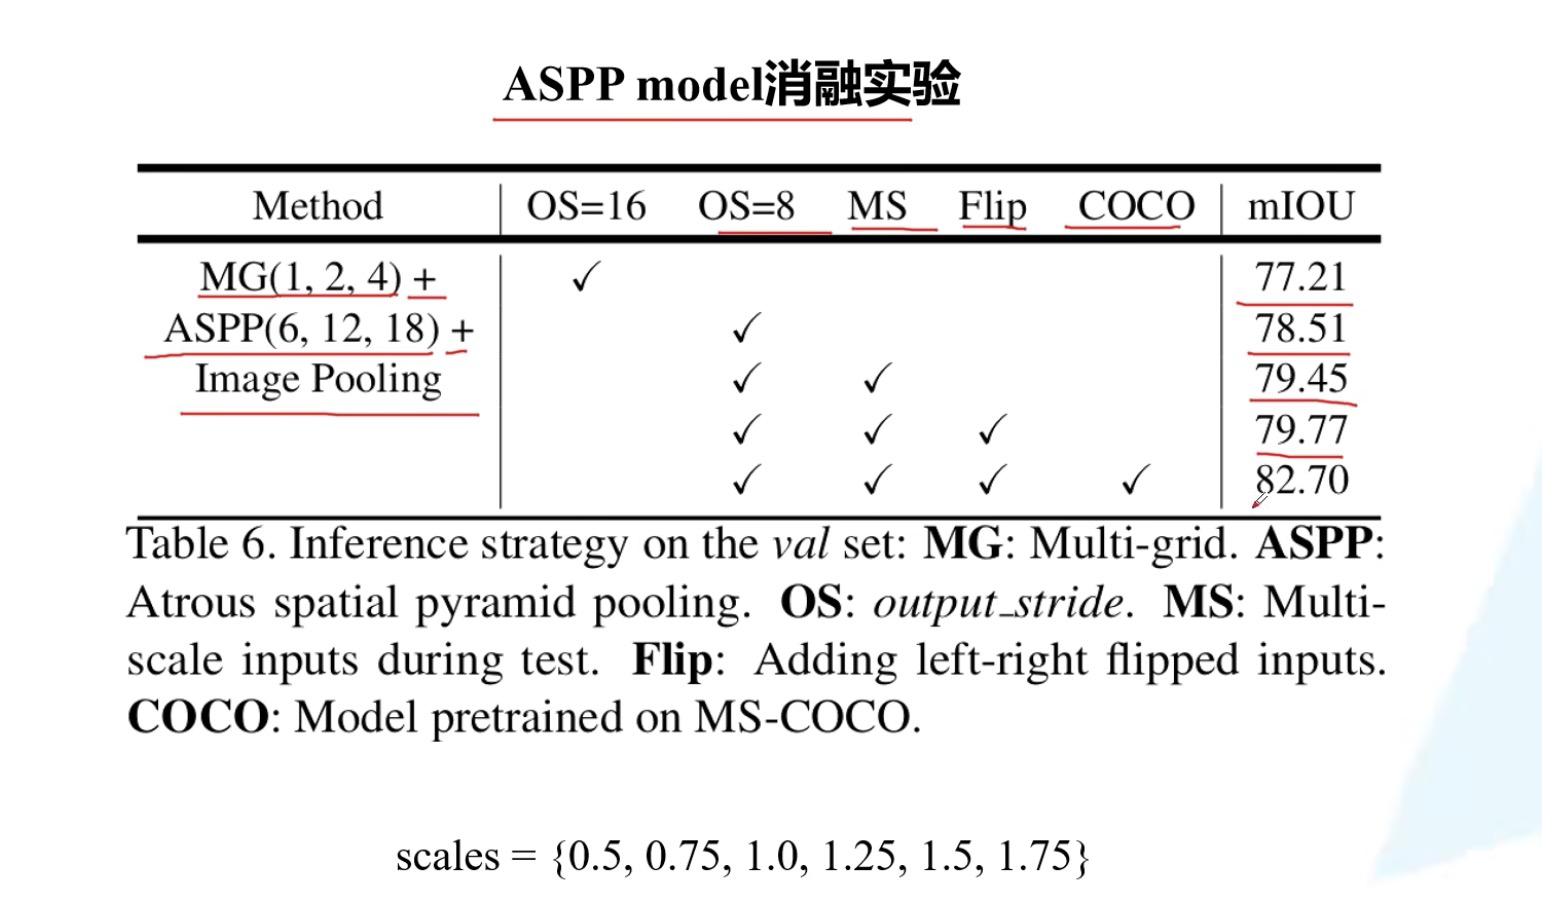 ASPP model消融实验
Method OS=16 OS=8 MS Flip COCO mIOU
MG(1, 2, 4) + ✓ 77.21
ASPP(6, 12, 18) + ✓ 78.51
Image Pooling ✓ ✓ 79.45
✓ ✓ ✓ 79.77
✓ ✓ ✓ ✓ 82.70
Table 6. Inference strategy on the val set: MG: Multi-grid. ASPP:
Atrous spatial pyramid pooling. OS: output_stride. MS: Multi-
scale inputs during test. Flip: Adding left-right flipped inputs.
COCO: Model pretrained on MS-COCO.
scales = {0.5, 0.75, 1.0, 1.25, 1.5, 1.75}